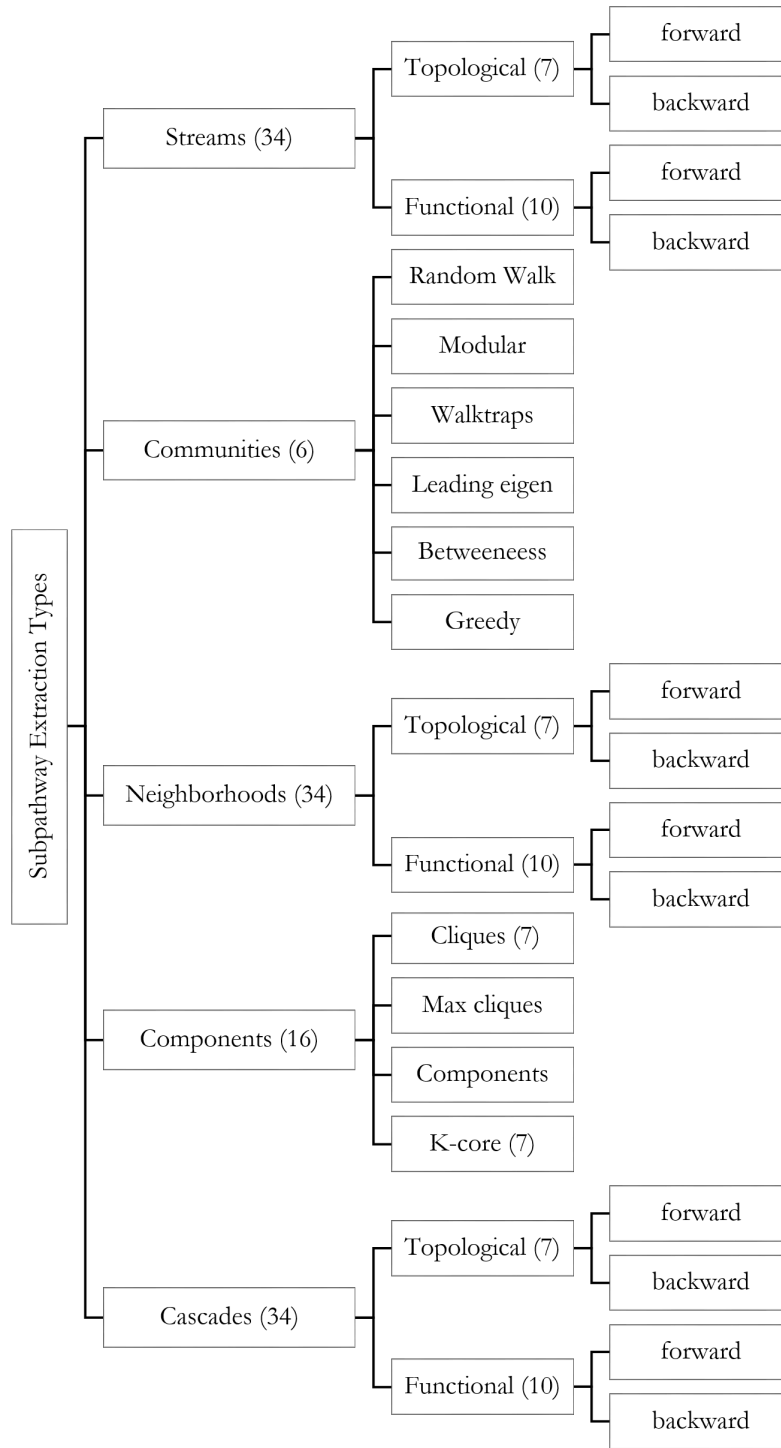 Subpathway Extraction Types
Streams (34)
Topological (7)
forward
backward
Functional (10)
forward
backward
Communities (6)
Random Walk
Modular
Walktraps
Leading eigen
Betweeneess
Greedy
Neighborhoods (34)
Topological (7)
forward
backward
Functional (10)
forward
backward
Components (16)
Cliques (7)
Max cliques
Components
K-core (7)
Cascades (34)
Topological (7)
forward
backward
Functional (10)
forward
backward